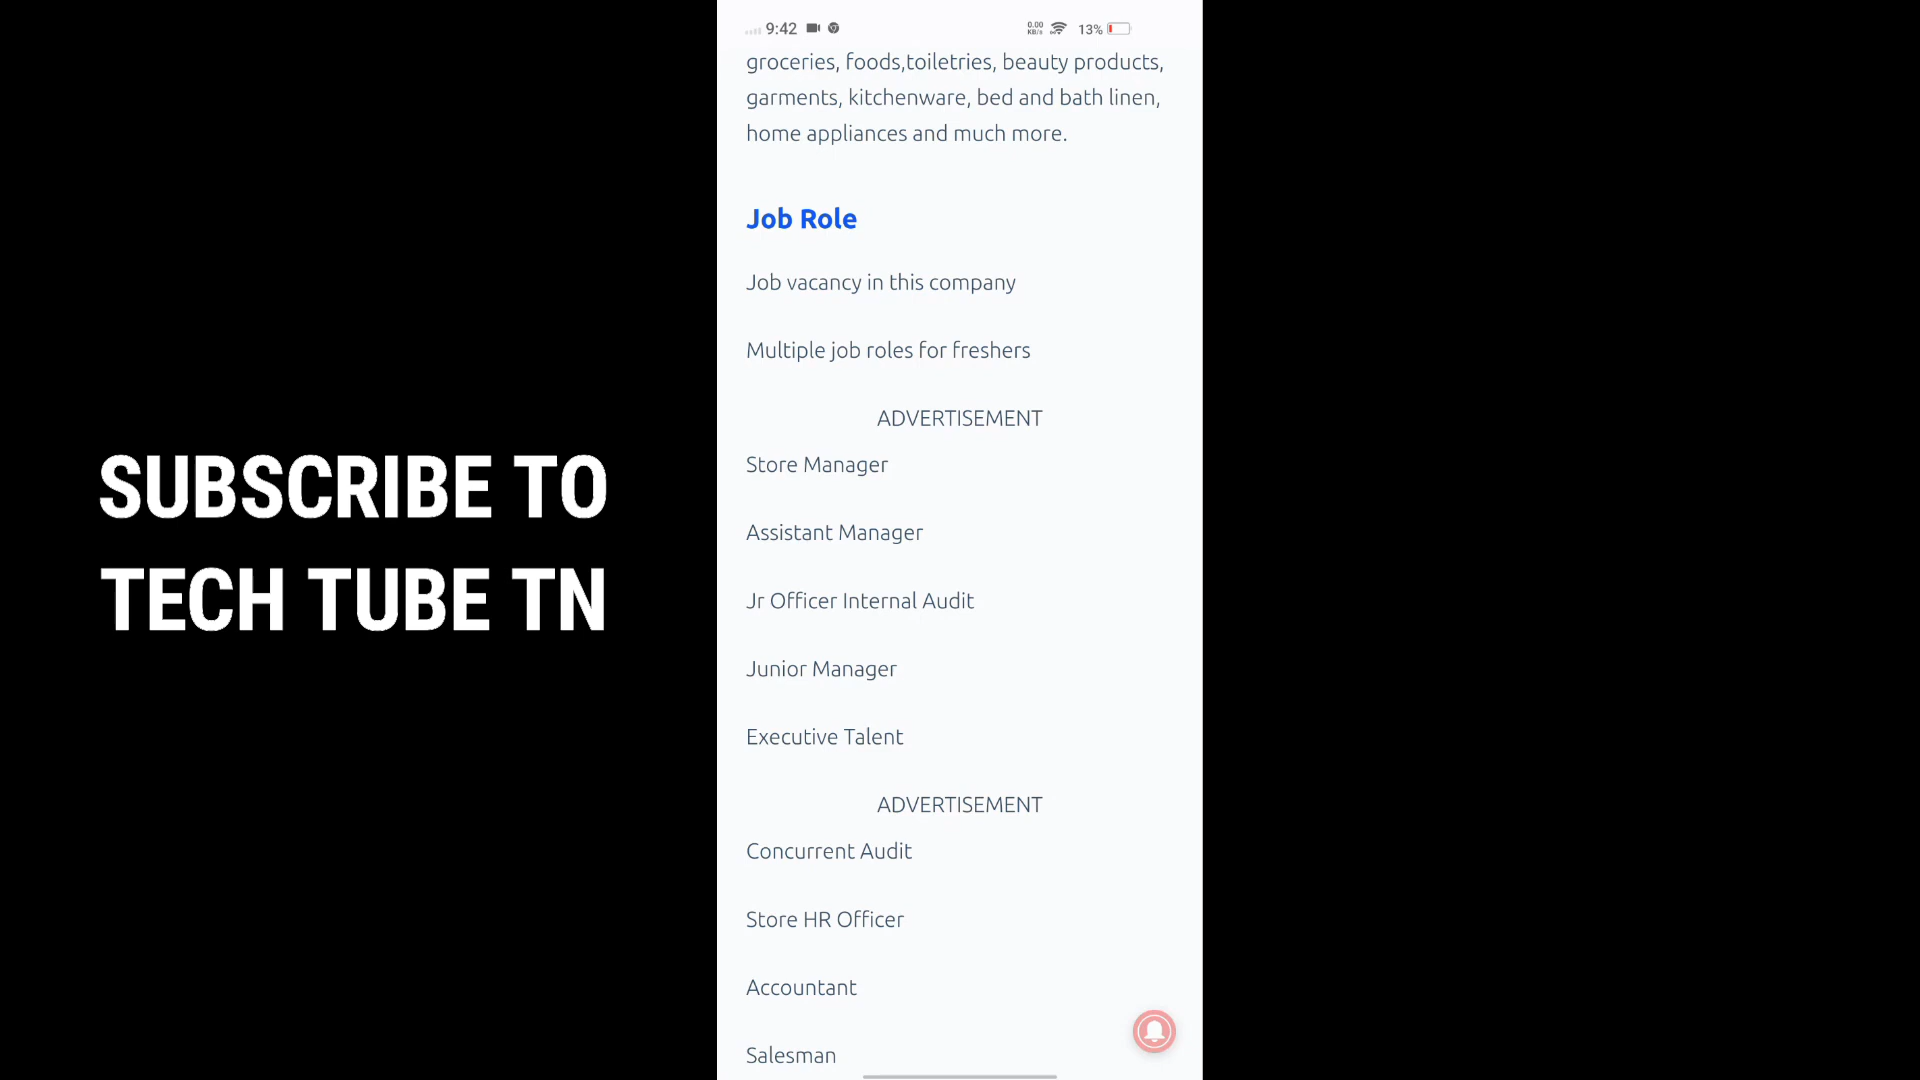 9:42
0.00
KB/s
13%
groceries, foods,toiletries, beauty products,
garments, kitchenware, bed and bath linen,
home appliances and much more.
Job Role
Job vacancy in this company
Multiple job roles for freshers
ADVERTISEMENT
Store Manager
Assistant Manager
Jr Officer Internal Audit
Junior Manager
Executive Talent
ADVERTISEMENT
Concurrent Audit
Store HR Officer
Accountant
Salesman
SUBSCRIBE TO
TECH TUBE TN